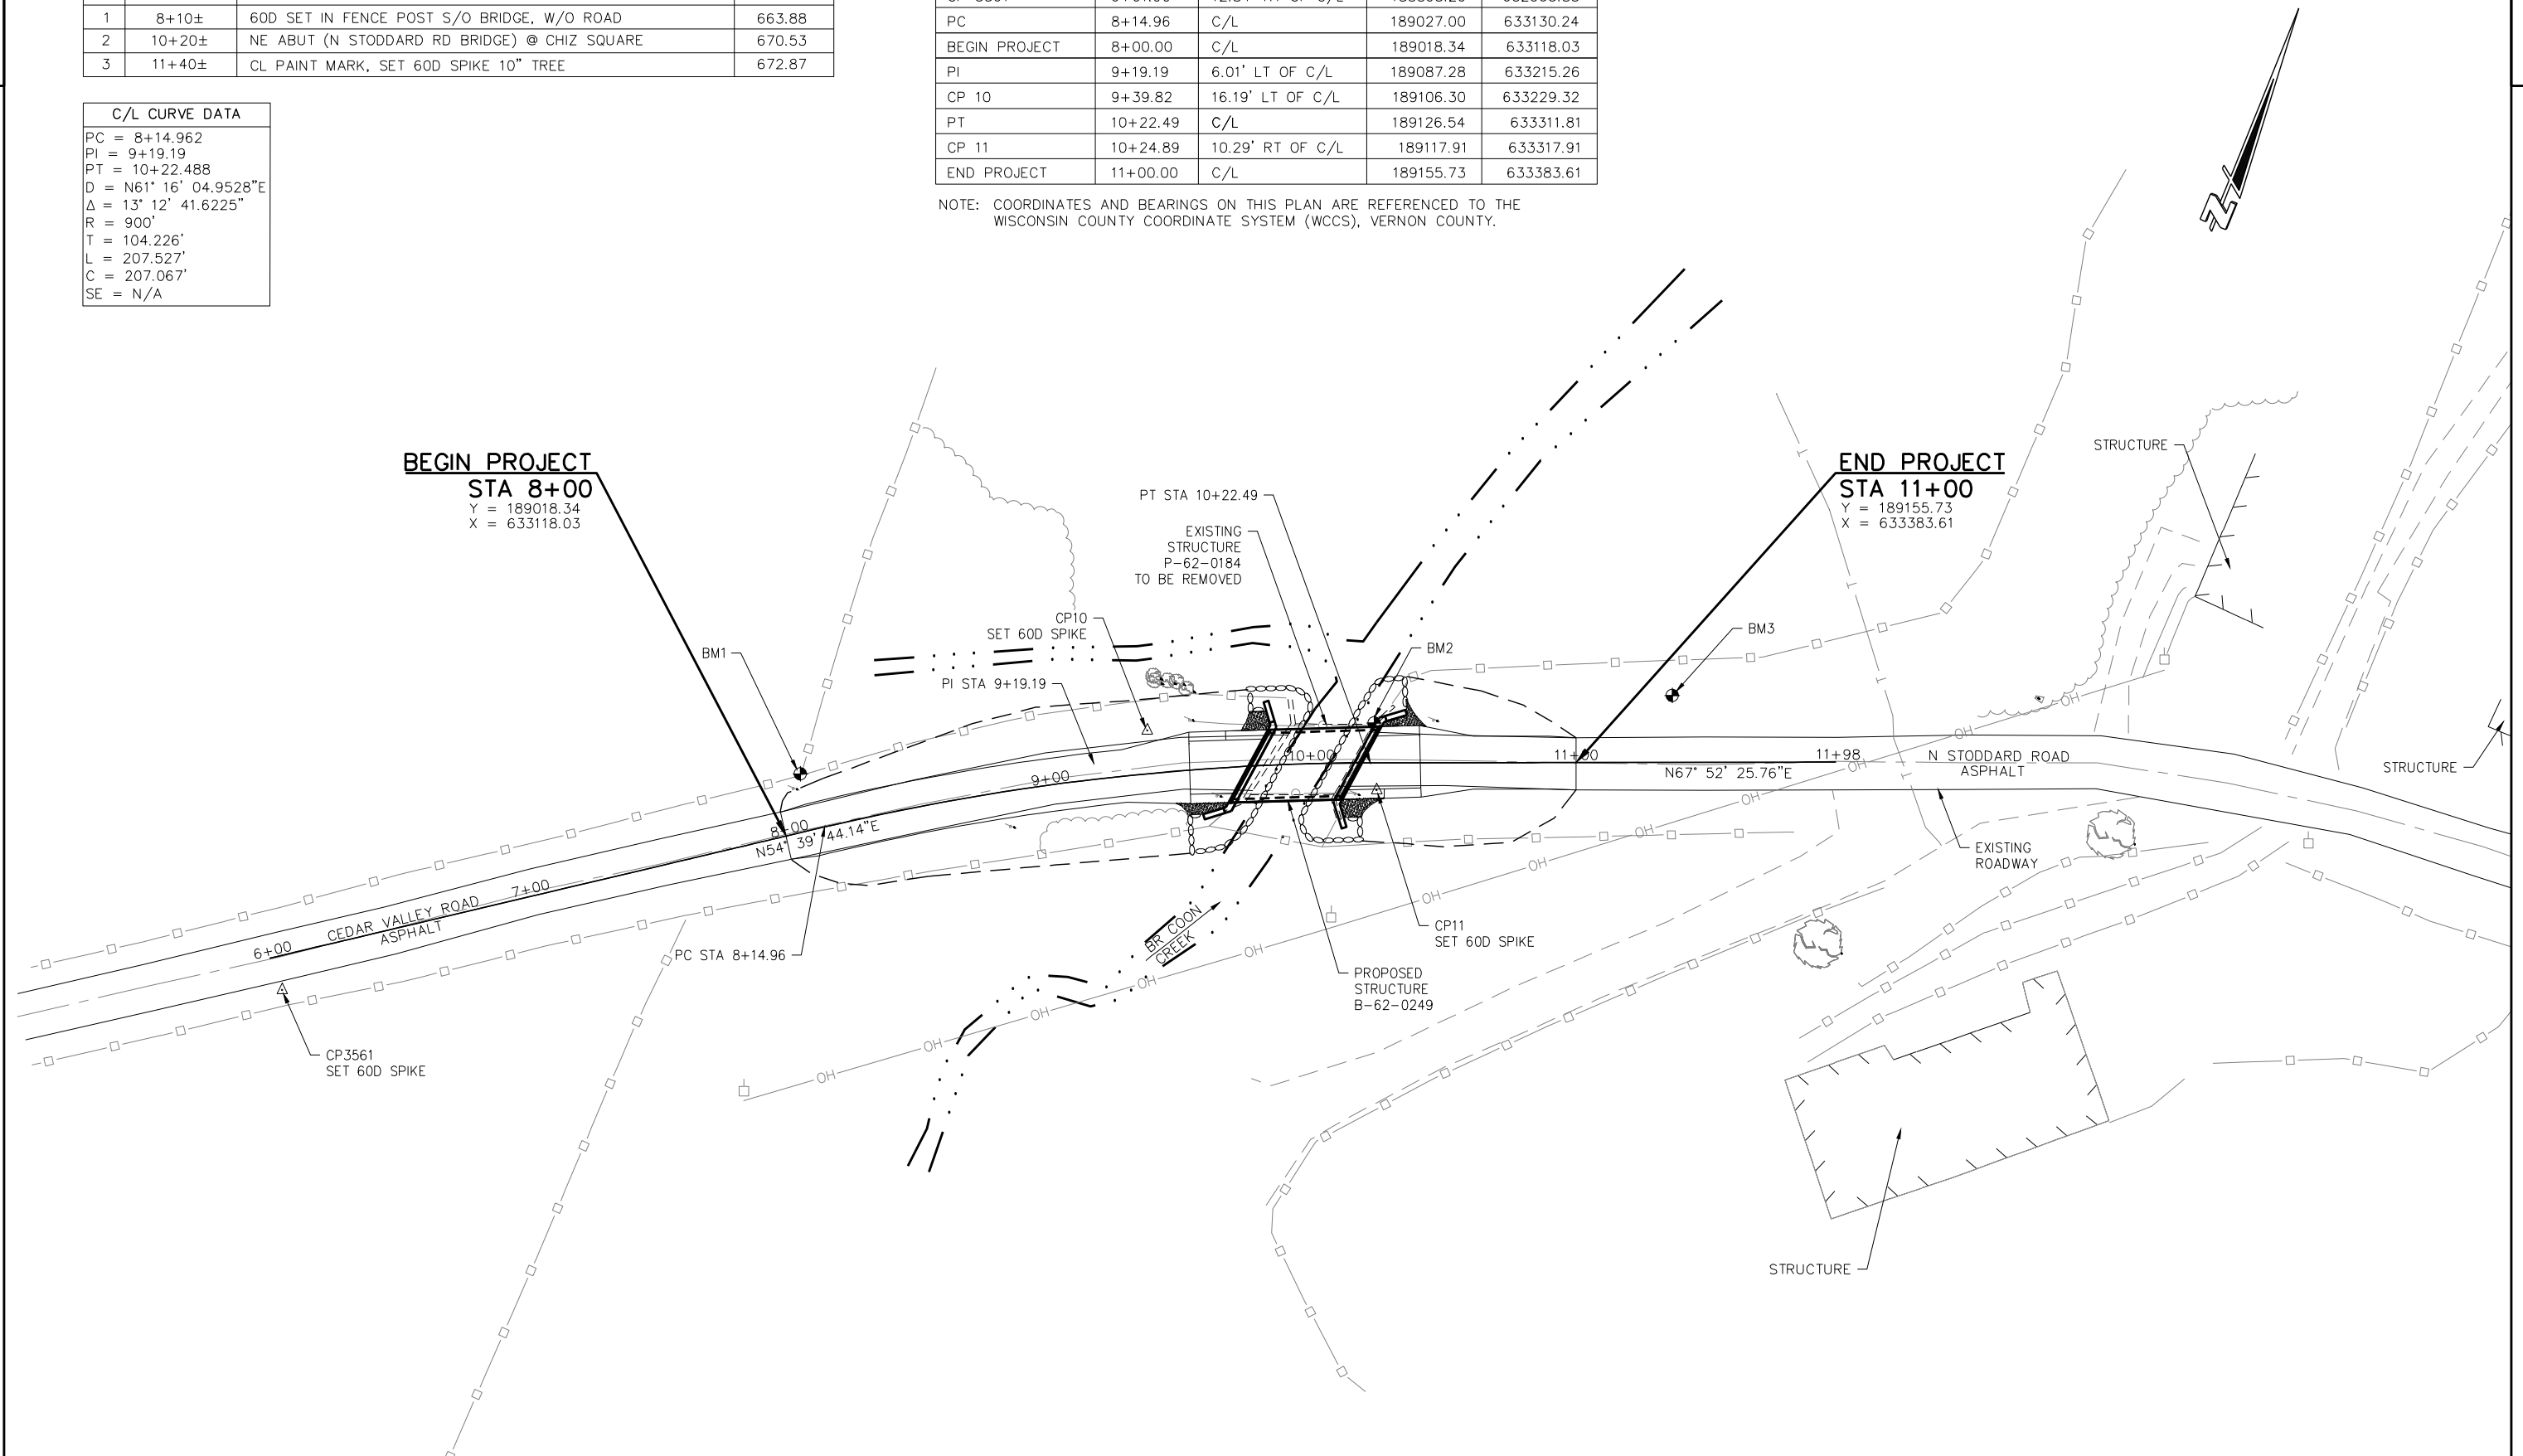 1 8+10± 60D SET IN FENCE POST S/O BRIDGE, W/O ROAD 663.88
2 10+20± NE ABUT (N STODDARD RD BRIDGE) @ CHIZ SQUARE 670.53
3 11+40± CL PAINT MARK, SET 60D SPIKE 10" TREE 672.87
C/L CURVE DATA
PC = 8+14.962
PI = 9+19.19
PT = 10+22.488
D = N61° 16' 04.9528"E
Δ = 13° 12' 41.6225"
R = 900'
T = 104.226'
L = 207.527'
C = 207.067'
SE = N/A
PC 8+14.96 C/L 189027.00 633130.24
BEGIN PROJECT 8+00.00 C/L 189018.34 633118.03
PI 9+19.19 6.01' LT OF C/L 189087.28 633215.26
CP 10 9+39.82 16.19' LT OF C/L 189106.30 633229.32
PT 10+22.49 C/L 189126.54 633311.81
CP 11 10+24.89 10.29' RT OF C/L 189117.91 633317.91
END PROJECT 11+00.00 C/L 189155.73 633383.61
NOTE: COORDINATES AND BEARINGS ON THIS PLAN ARE REFERENCED TO THE
WISCONSIN COUNTY COORDINATE SYSTEM (WCCS), VERNON COUNTY.
N
BEGIN PROJECT
STA 8+00
Y = 189018.34
X = 633118.03
END PROJECT
STA 11+00
Y = 189155.73
X = 633383.61
STRUCTURE
PT STA 10+22.49
EXISTING
STRUCTURE
P-62-0184
TO BE REMOVED
CP10
SET 60D SPIKE
BM1
PI STA 9+19.19
BM2
BM3
10+00
11+00
11+98
N67° 52' 25.76"E
N STODDARD ROAD
ASPHALT
STRUCTURE
9+00
8+00
N54° 39' 44.14"E
7+00
CEDAR VALLEY ROAD
ASPHALT
6+00
PC STA 8+14.96
BR COON
CREEK
CP11
SET 60D SPIKE
EXISTING
ROADWAY
PROPOSED
STRUCTURE
B-62-0249
CP3561
SET 60D SPIKE
OH
OH
OH
OH
OH
OH
OH
OH
OH
OH
OH
STRUCTURE